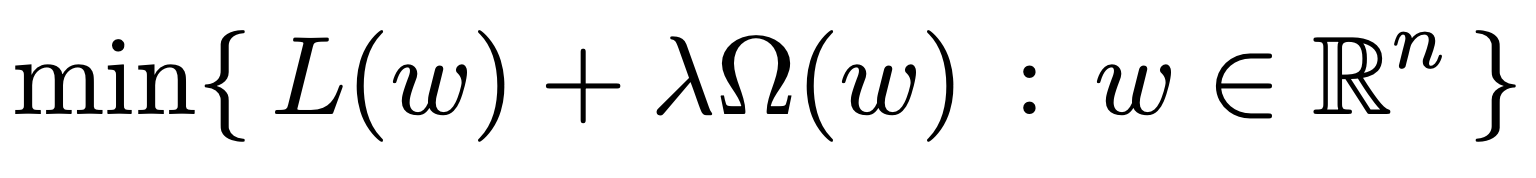 min{ L(w) + λΩ(w) : w ∈ ℝⁿ }